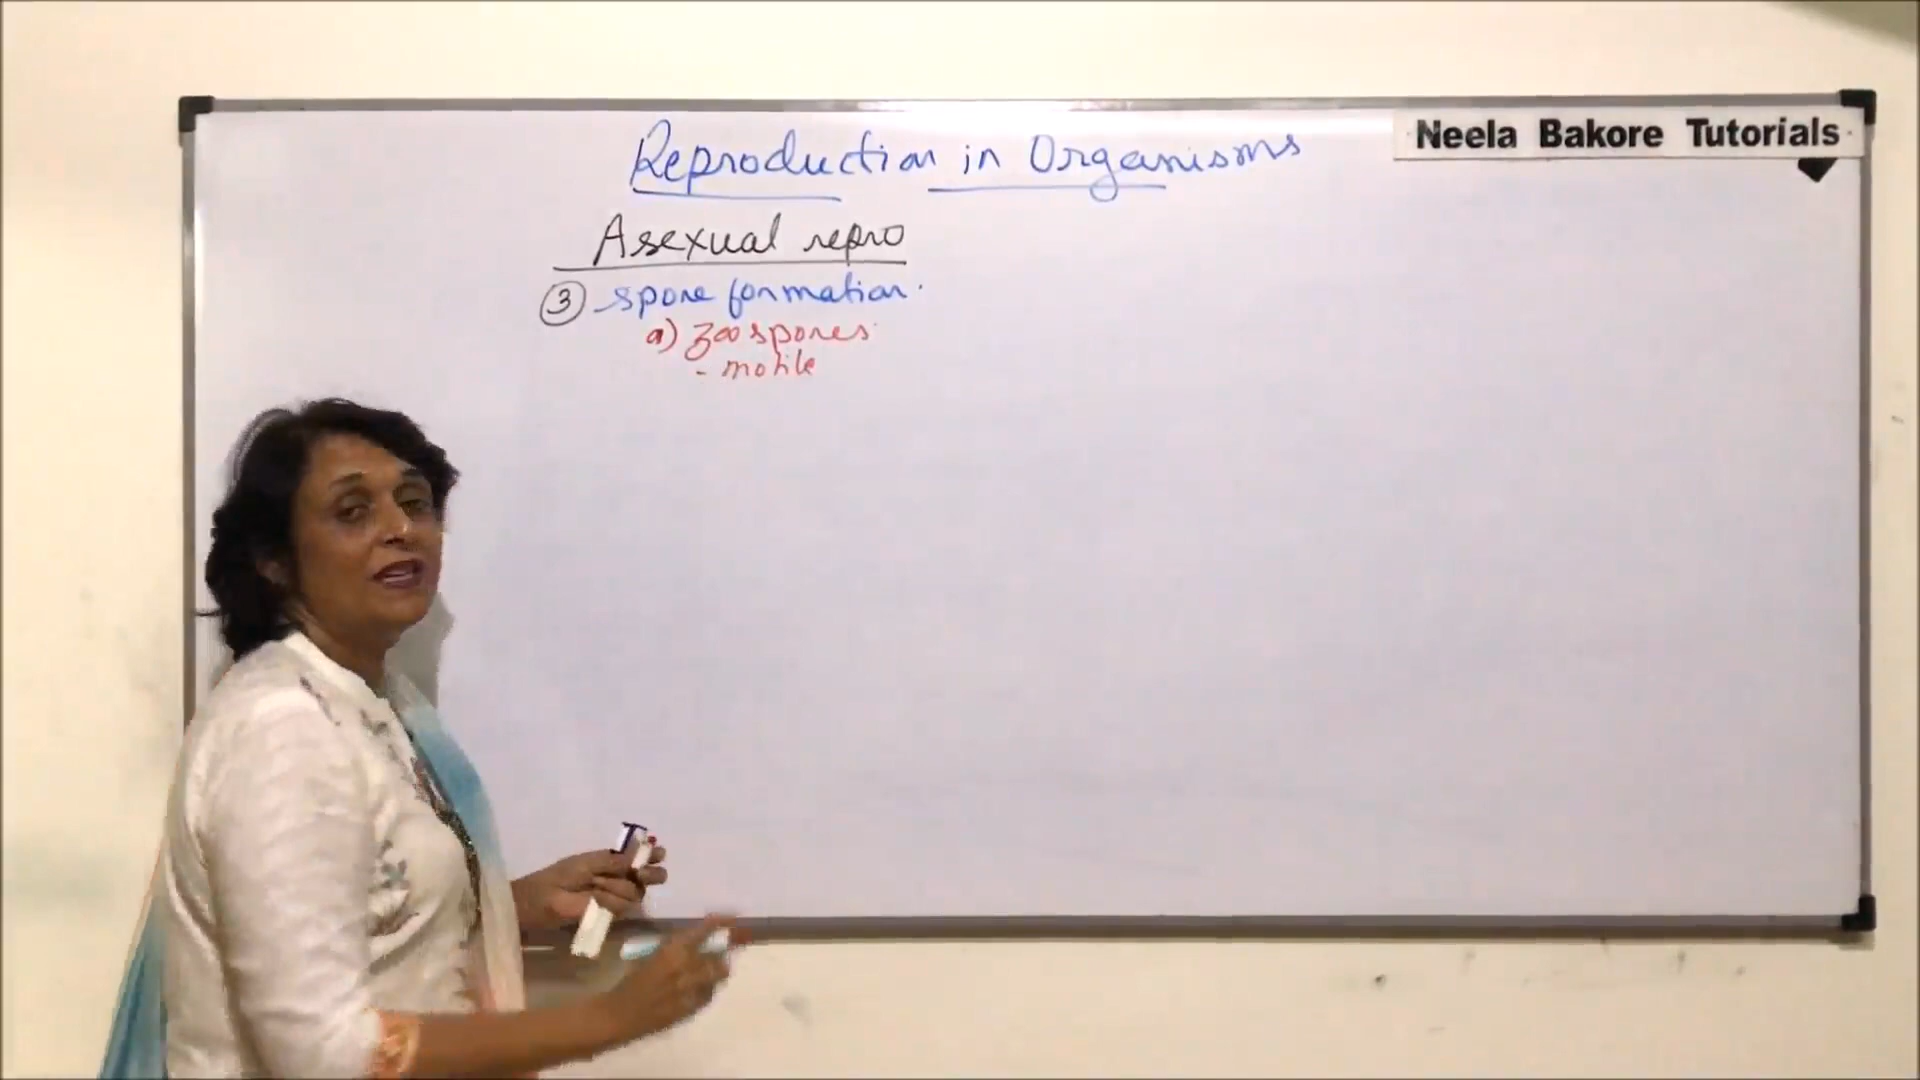 Neela Bakore Tutorials
Reproduction in Organisms
Asexual repro
③ spore formation.
a) zoospores
- motile